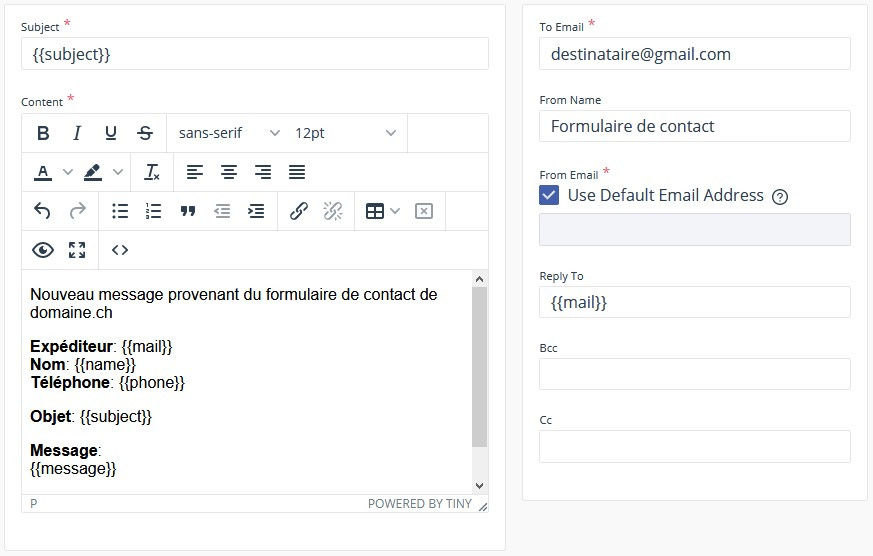 Subject *
{{subject}}
Content *
B I U S sans-serif 12pt
A
Nouveau message provenant du formulaire de contact de
domaine.ch
Expéditeur: {{mail}}
Nom: {{name}}
Téléphone: {{phone}}
Objet: {{subject}}
Message:
{{message}}
P POWERED BY TINY
To Email *
destinataire@gmail.com
From Name
Formulaire de contact
From Email *
Use Default Email Address ?
Reply To
{{mail}}
Bcc
Cc